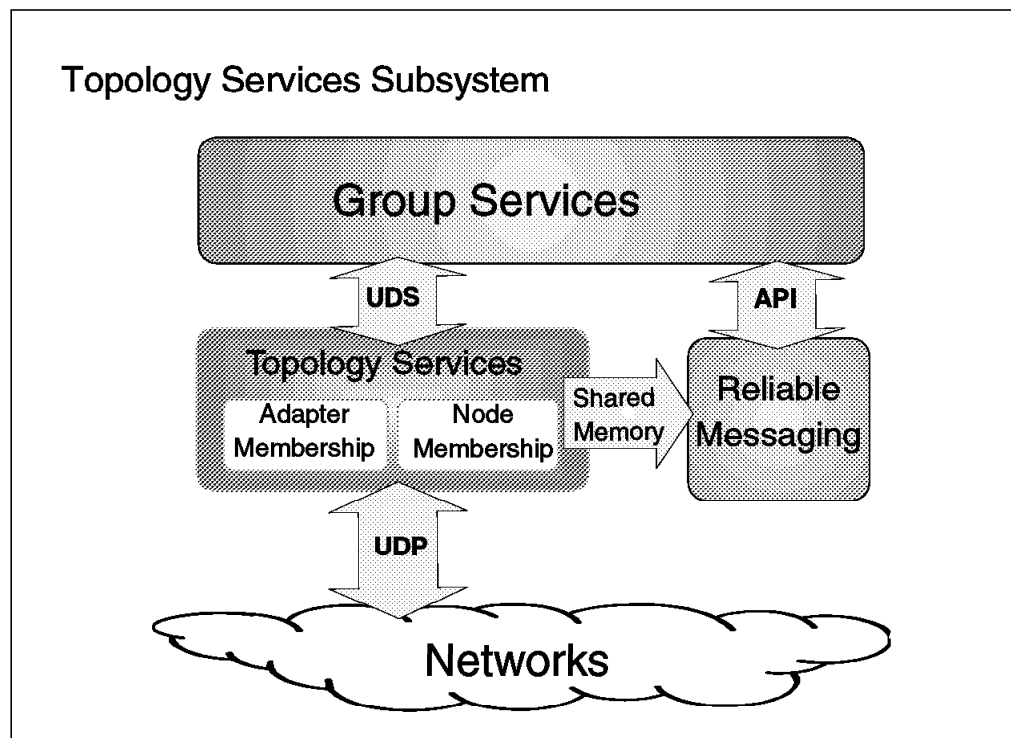 Topology Services Subsystem
Group Services
UDS
API
Topology Services
Adapter
Membership
Node
Membership
Shared
Memory
Reliable
Messaging
UDP
Networks